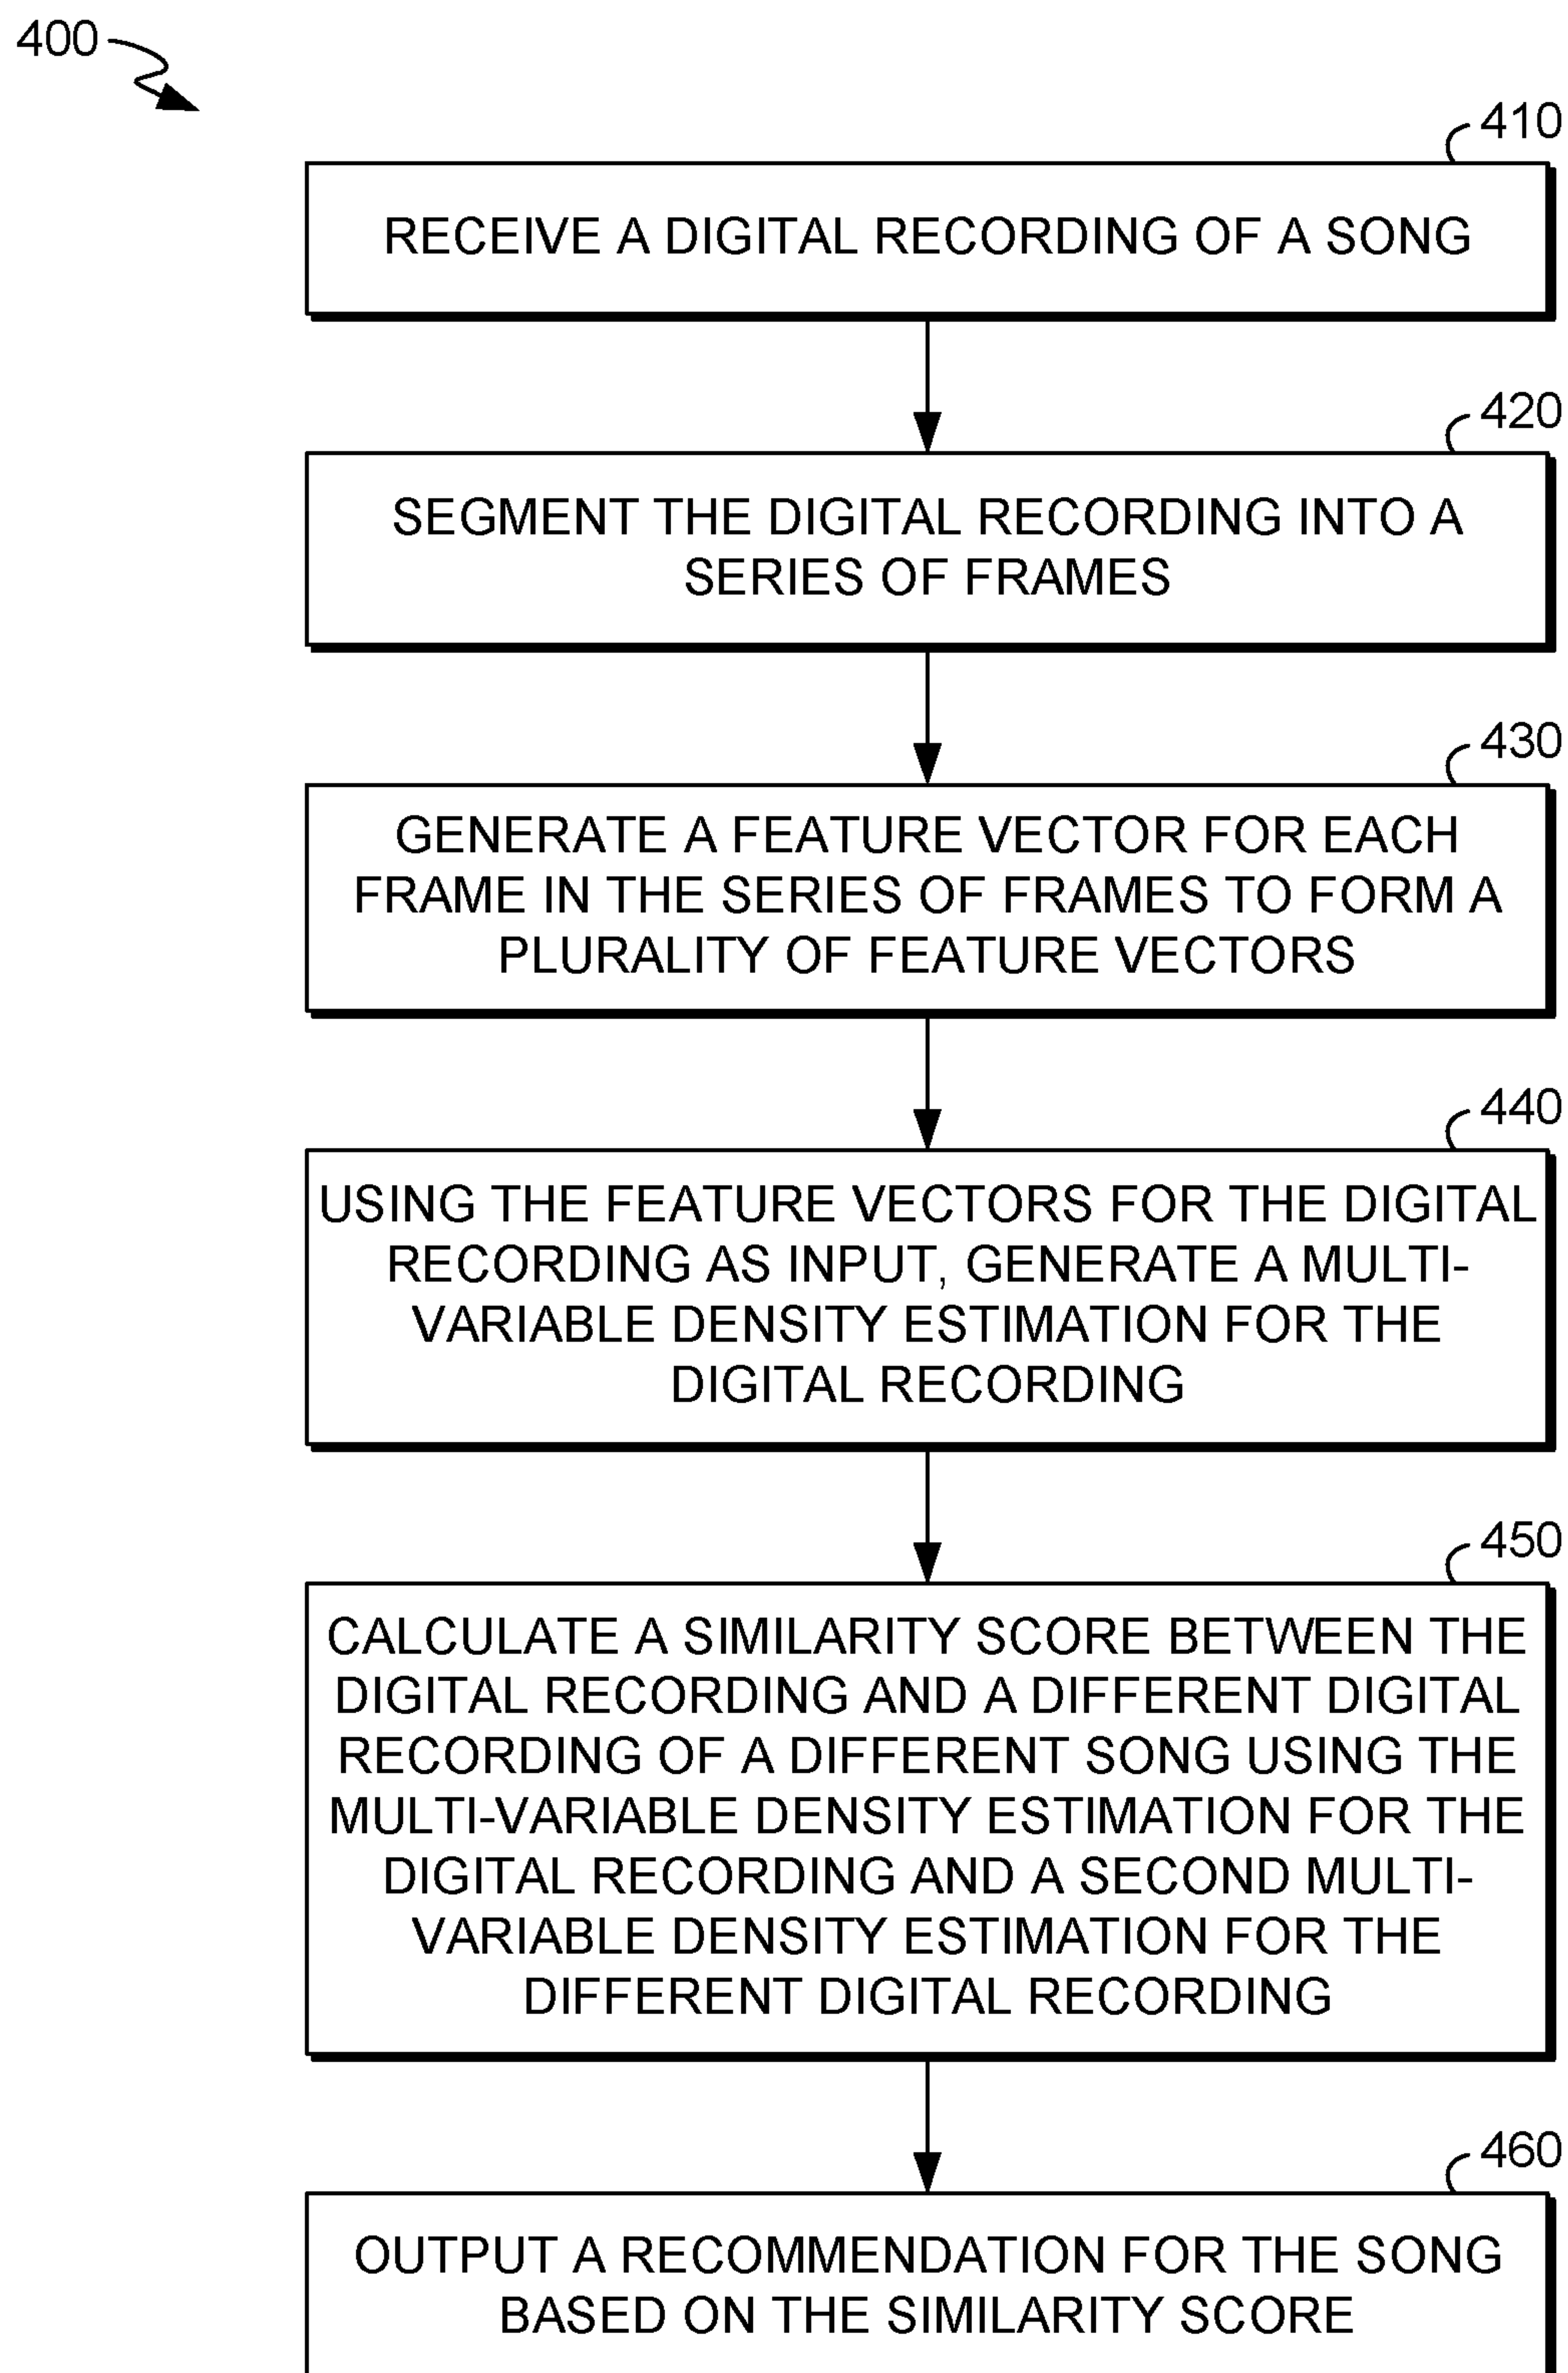 400
410
RECEIVE A DIGITAL RECORDING OF A SONG
420
SEGMENT THE DIGITAL RECORDING INTO A
SERIES OF FRAMES
430
GENERATE A FEATURE VECTOR FOR EACH
FRAME IN THE SERIES OF FRAMES TO FORM A
PLURALITY OF FEATURE VECTORS
440
USING THE FEATURE VECTORS FOR THE DIGITAL
RECORDING AS INPUT, GENERATE A MULTI-
VARIABLE DENSITY ESTIMATION FOR THE
DIGITAL RECORDING
450
CALCULATE A SIMILARITY SCORE BETWEEN THE
DIGITAL RECORDING AND A DIFFERENT DIGITAL
RECORDING OF A DIFFERENT SONG USING THE
MULTI-VARIABLE DENSITY ESTIMATION FOR THE
DIGITAL RECORDING AND A SECOND MULTI-
VARIABLE DENSITY ESTIMATION FOR THE
DIFFERENT DIGITAL RECORDING
460
OUTPUT A RECOMMENDATION FOR THE SONG
BASED ON THE SIMILARITY SCORE